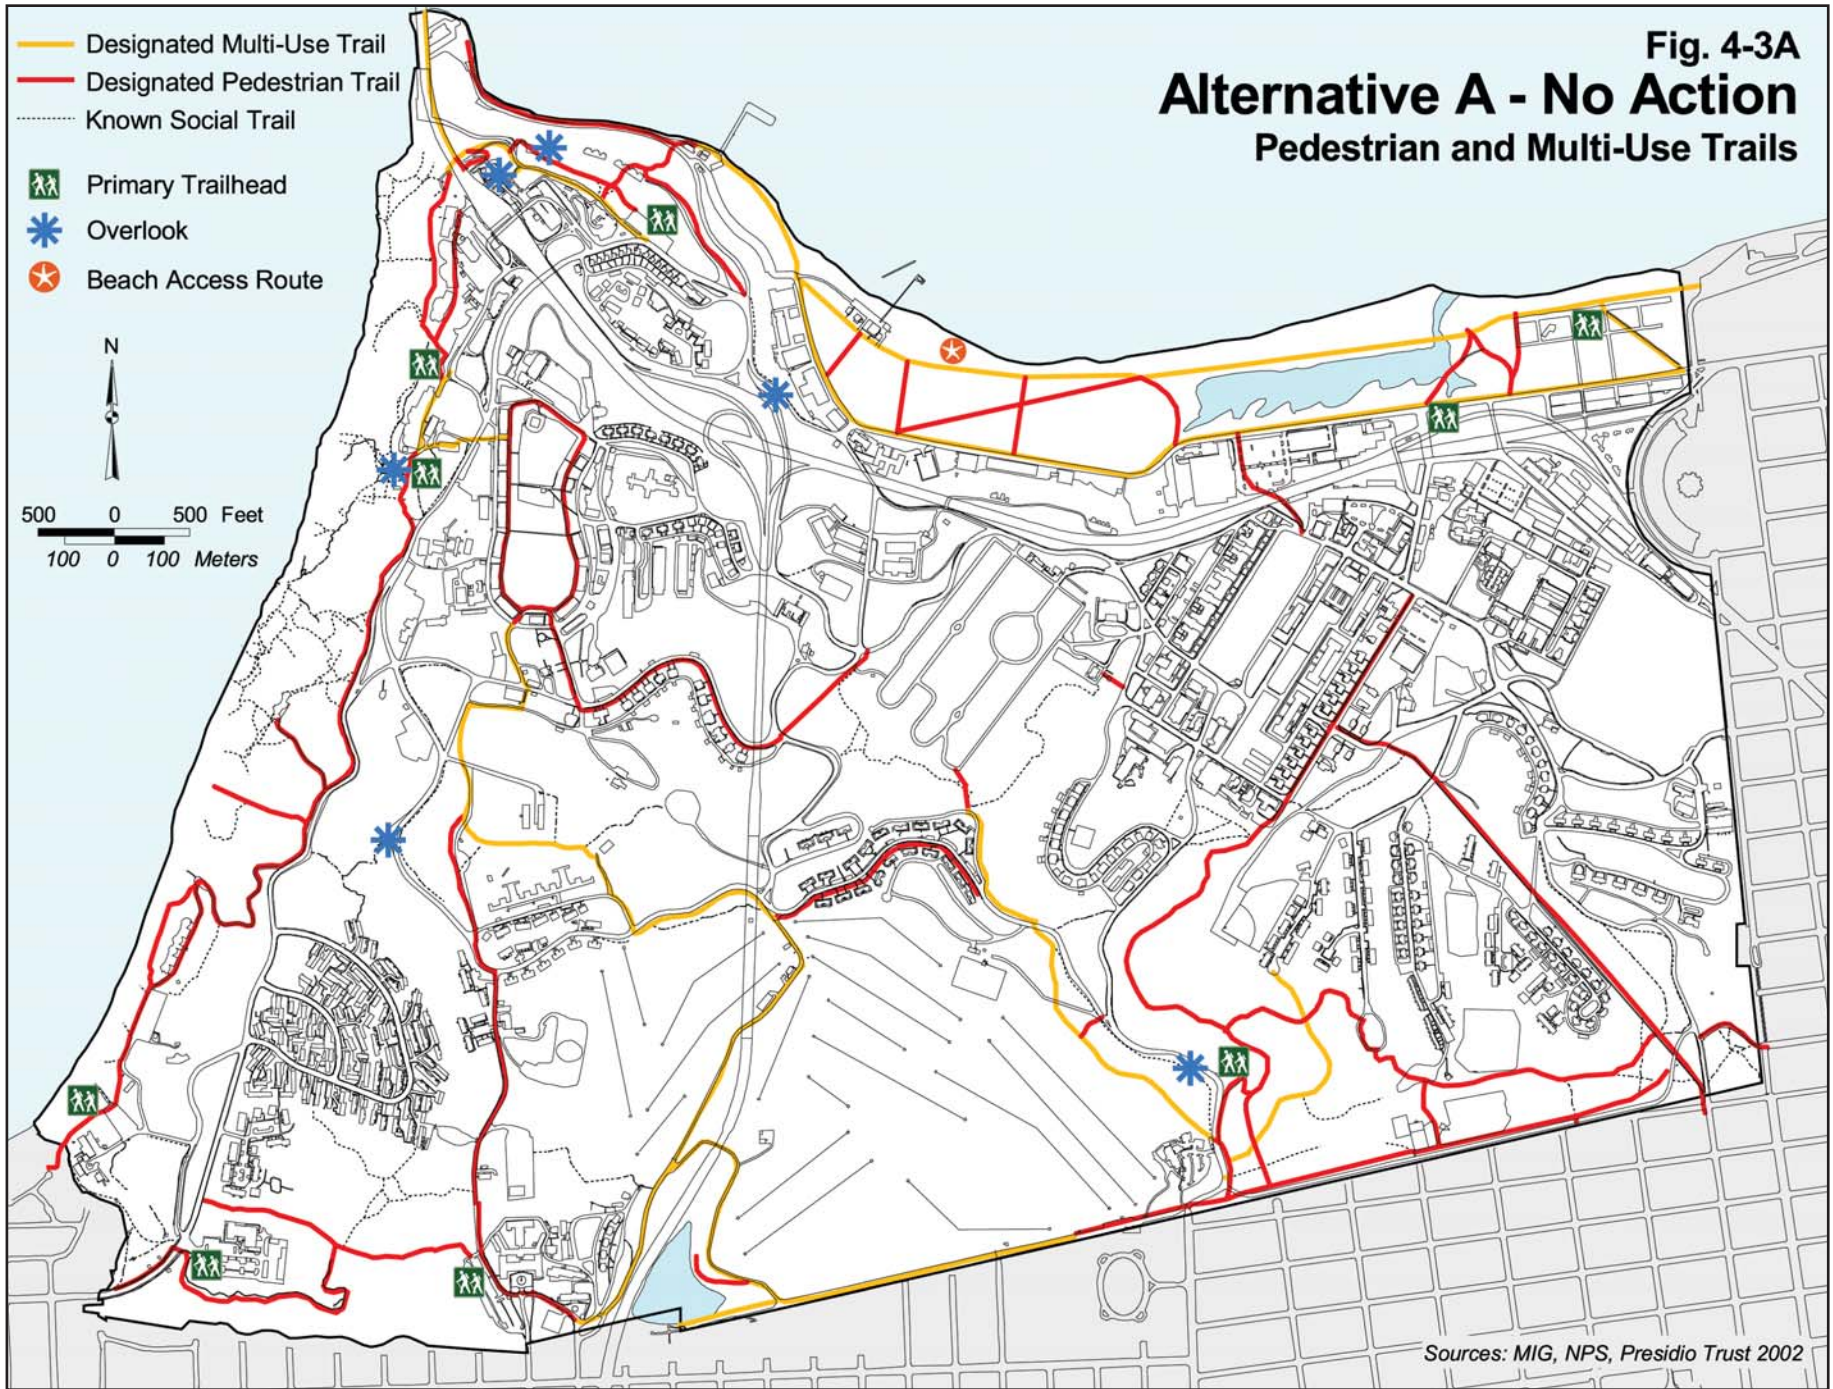 Designated Multi-Use Trail
Designated Pedestrian Trail
Known Social Trail
Primary Trailhead
Overlook
Beach Access Route
Fig. 4-3A
Alternative A - No Action
Pedestrian and Multi-Use Trails
N
500 0 500 Feet
100 0 100 Meters
Sources: MIG, NPS, Presidio Trust 2002